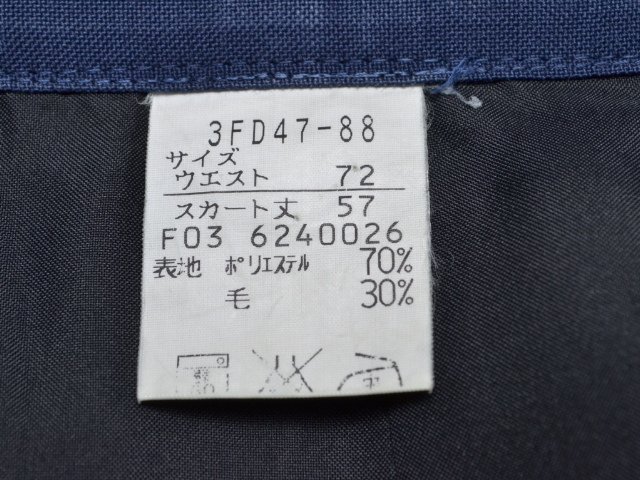 3FD47-88
サイズ
ウエスト 72
スカート丈 57
F03 6240026
表地 ポリエステル 70%
毛 30%